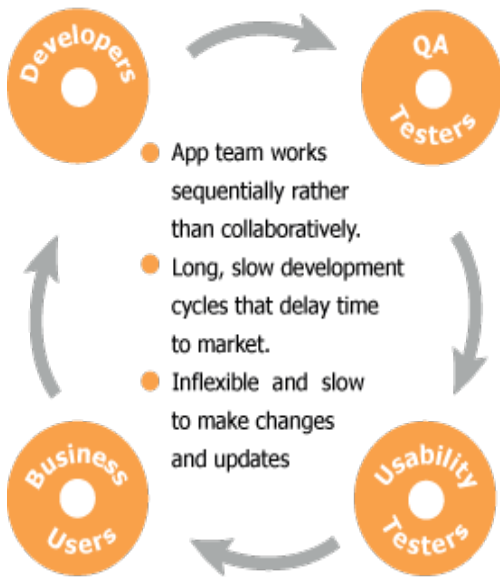 Developers
QA
Testers
App team works
sequentially rather
than collaboratively.
Long, slow development
cycles that delay time
to market.
Inflexible and slow
to make changes
and updates
Business
Users
Usability
Testers